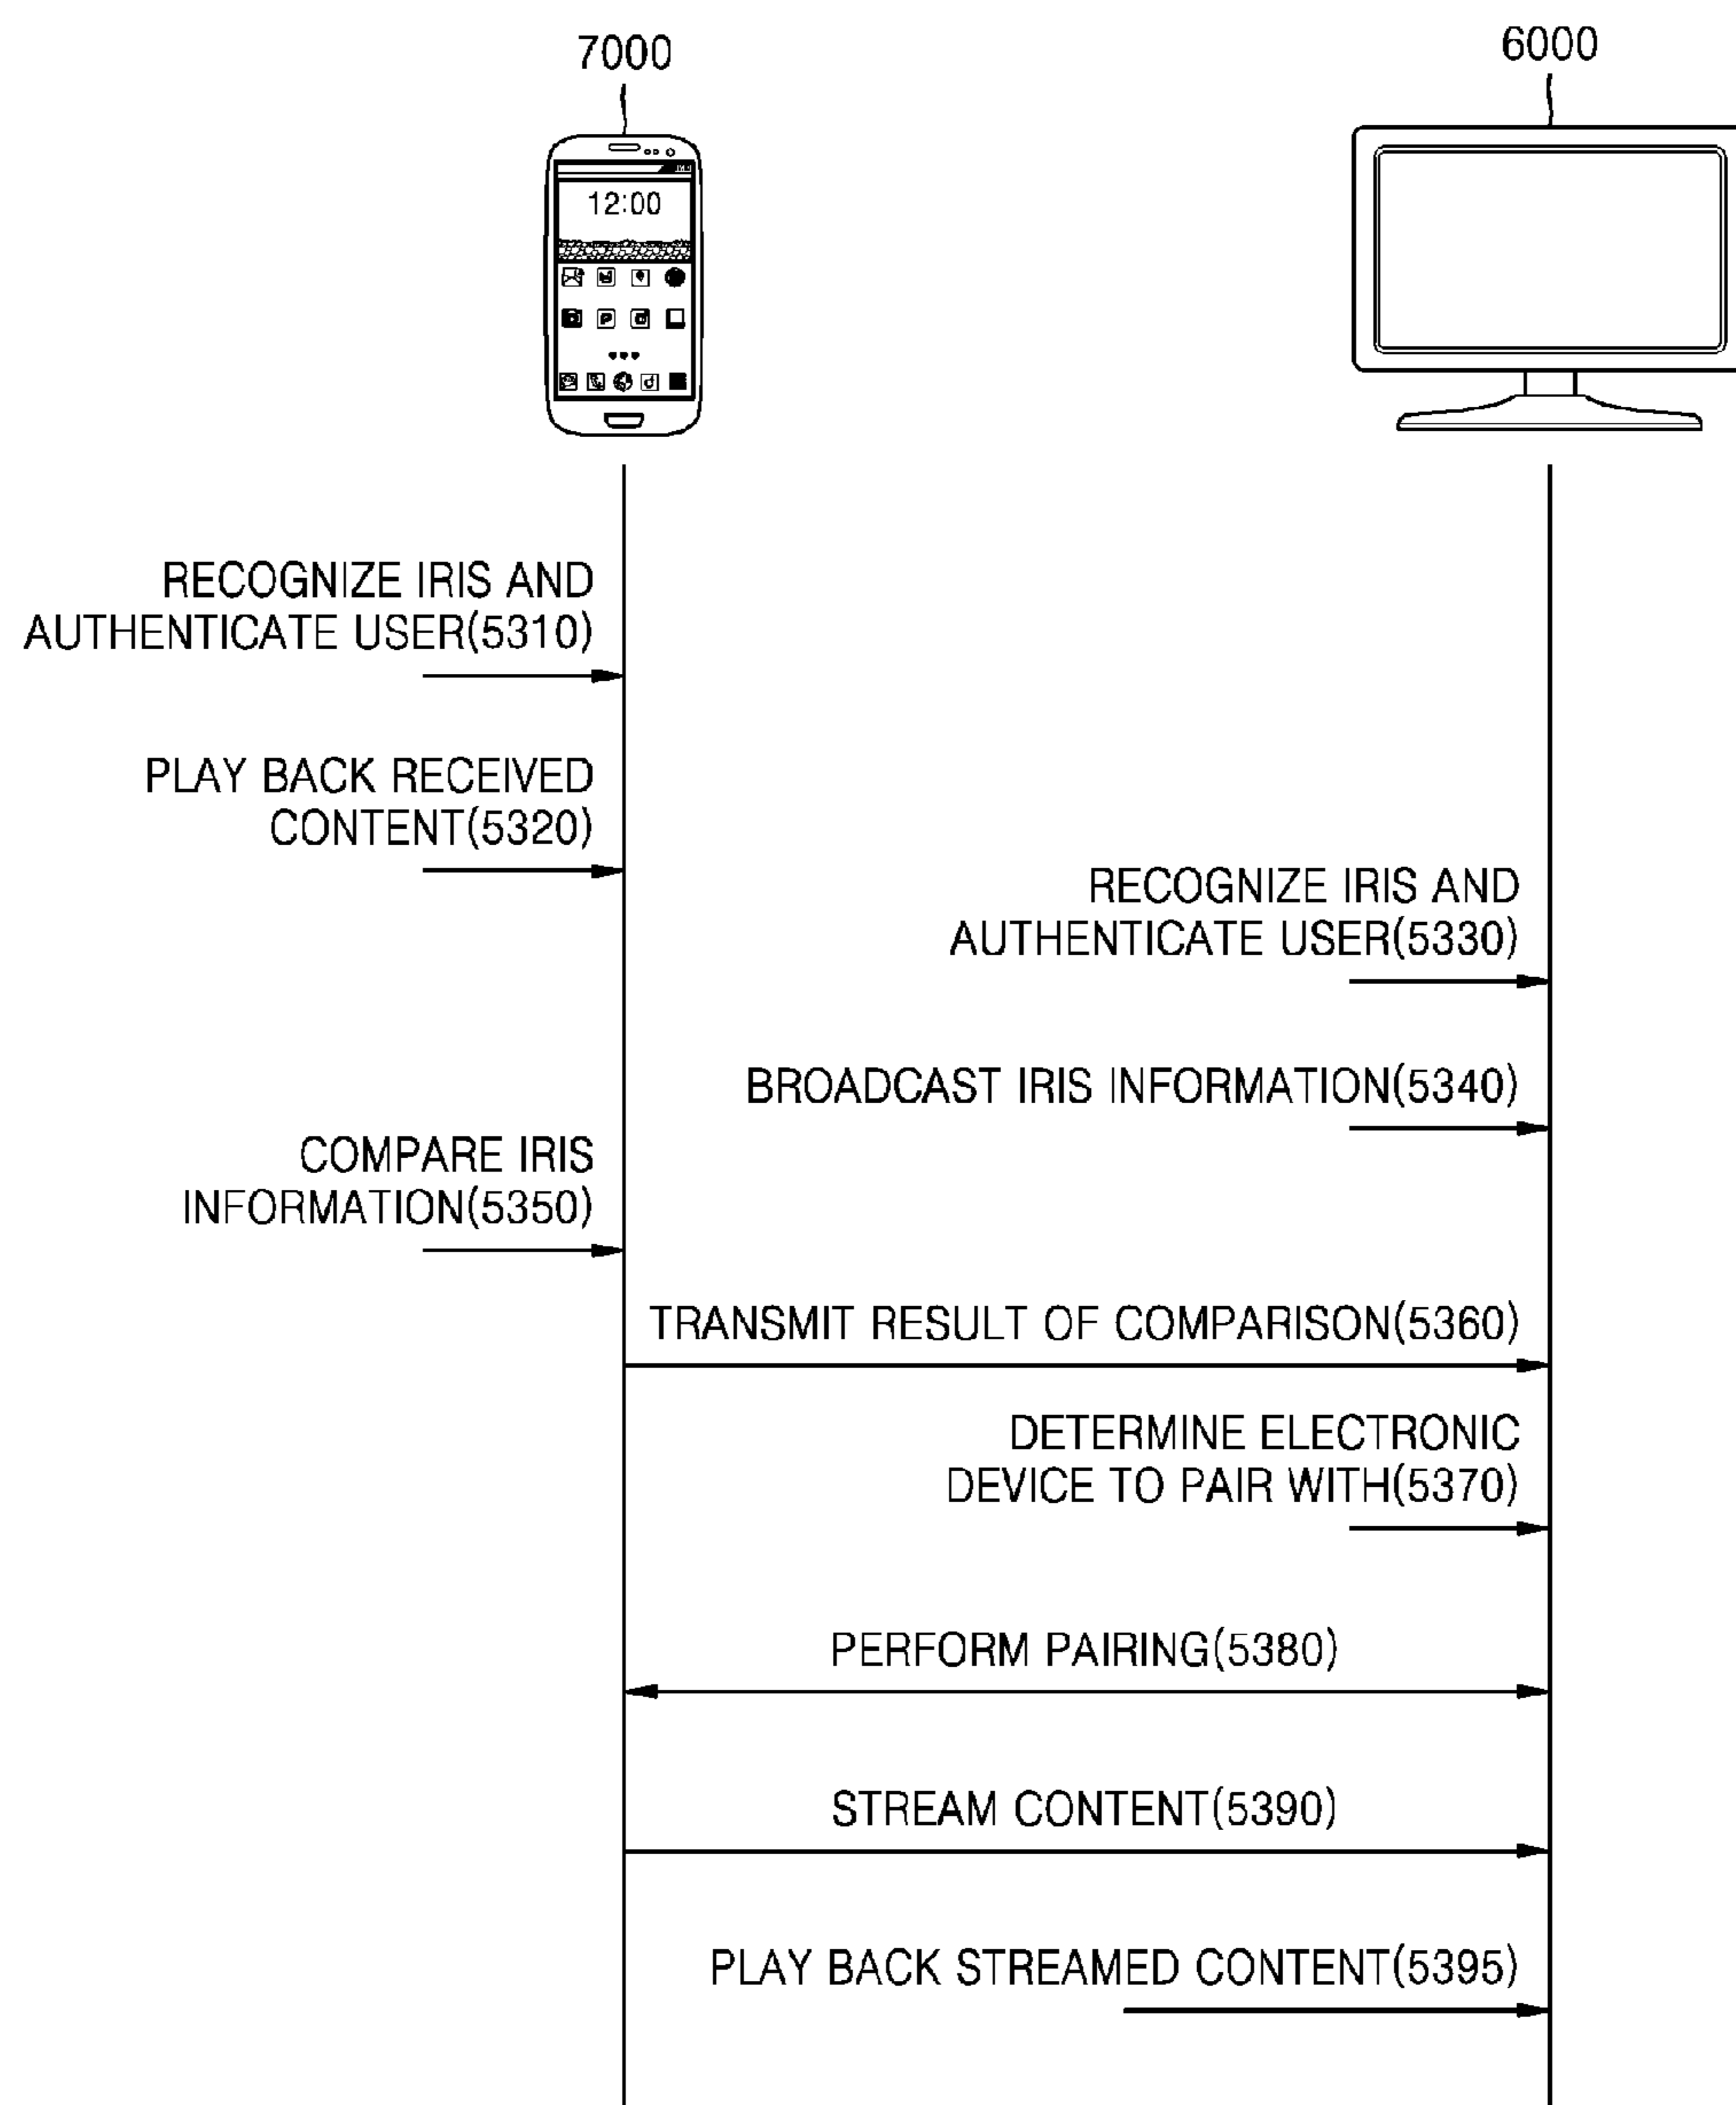 7000
6000
12:00
RECOGNIZE IRIS AND
AUTHENTICATE USER(5310)
PLAY BACK RECEIVED
CONTENT(5320)
RECOGNIZE IRIS AND
AUTHENTICATE USER(5330)
BROADCAST IRIS INFORMATION(5340)
COMPARE IRIS
INFORMATION(5350)
TRANSMIT RESULT OF COMPARISON(5360)
DETERMINE ELECTRONIC
DEVICE TO PAIR WITH(5370)
PERFORM PAIRING(5380)
STREAM CONTENT(5390)
PLAY BACK STREAMED CONTENT(5395)